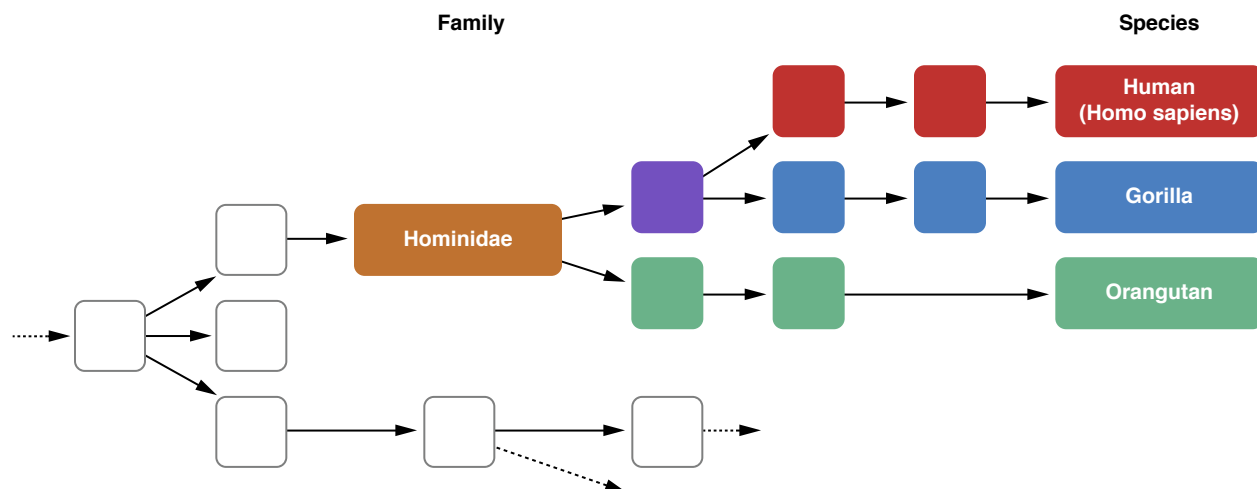 Family
Species
Human
(Homo sapiens)
Gorilla
Hominidae
Orangutan